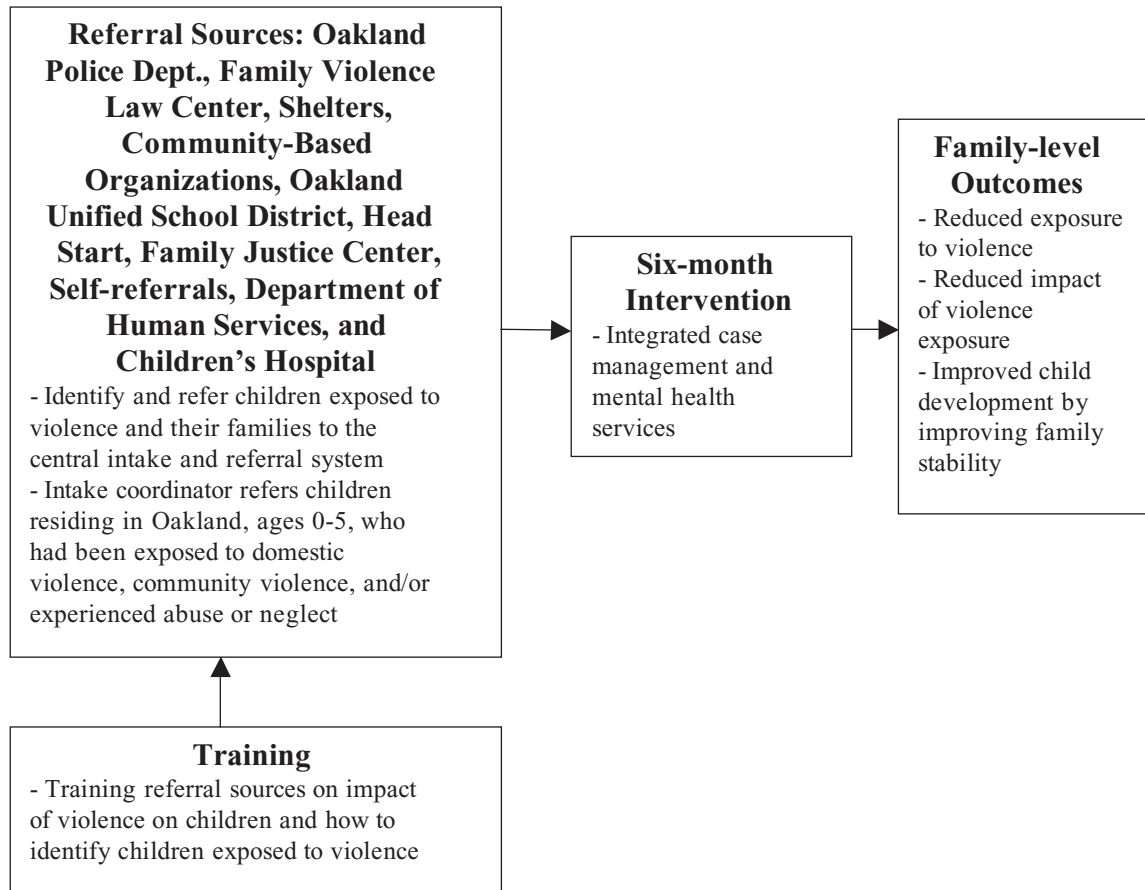 Referral Sources: Oakland
Police Dept., Family Violence
Law Center, Shelters,
Community-Based
Organizations, Oakland
Unified School District, Head
Start, Family Justice Center,
Self-referrals, Department of
Human Services, and
Children’s Hospital
- Identify and refer children exposed to
violence and their families to the
central intake and referral system
- Intake coordinator refers children
residing in Oakland, ages 0-5, who
had been exposed to domestic
violence, community violence, and/or
experienced abuse or neglect
Training
- Training referral sources on impact
of violence on children and how to
identify children exposed to violence
Six-month
Intervention
- Integrated case
management and
mental health
services
Family-level
Outcomes
- Reduced exposure
to violence
- Reduced impact
of violence
exposure
- Improved child
development by
improving family
stability